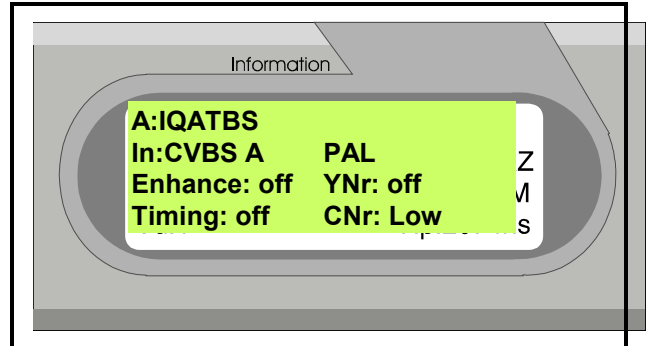 Information
A:IQATBS
In:CVBS A PAL
Enhance: off YNr: off
Timing: off CNr: Low